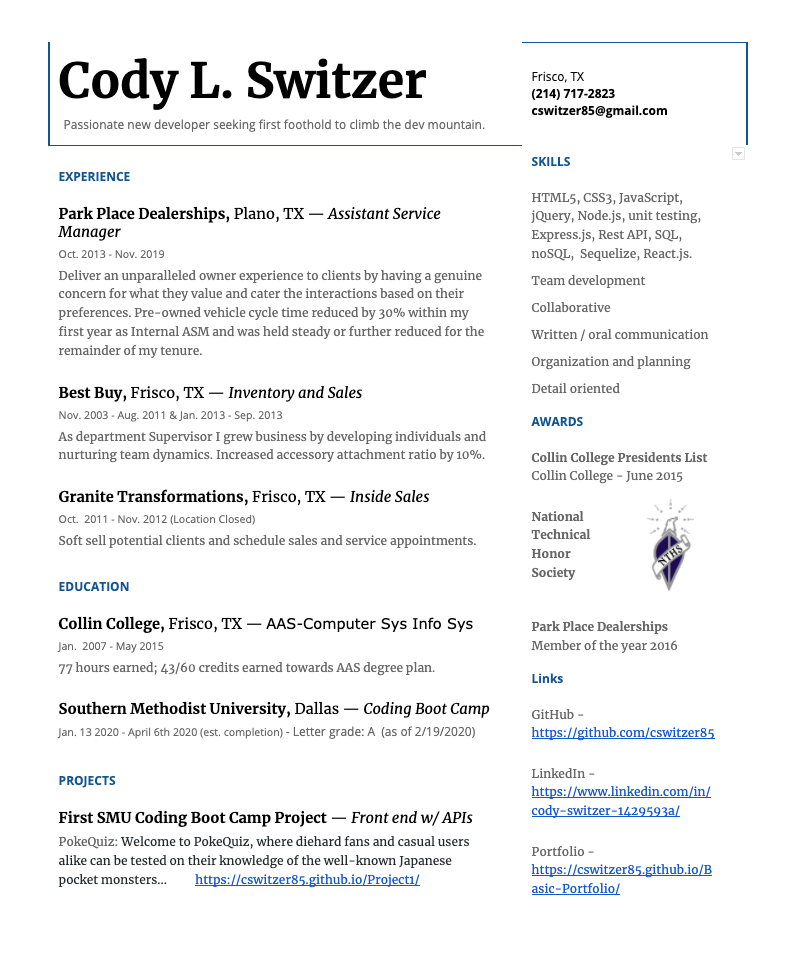 Cody L. Switzer
Passionate new developer seeking first foothold to climb the dev mountain.
Frisco, TX
(214) 717-2823
cswitzer85@gmail.com
EXPERIENCE
Park Place Dealerships, Plano, TX — Assistant Service
Manager
Oct. 2013 - Nov. 2019
Deliver an unparalleled owner experience to clients by having a genuine
concern for what they value and cater the interactions based on their
preferences. Pre-owned vehicle cycle time reduced by 30% within my
first year as Internal ASM and was held steady or further reduced for the
remainder of my tenure.
Best Buy, Frisco, TX — Inventory and Sales
Nov. 2003 - Aug. 2011 & Jan. 2013 - Sep. 2013
As department Supervisor I grew business by developing individuals and
nurturing team dynamics. Increased accessory attachment ratio by 10%.
Granite Transformations, Frisco, TX — Inside Sales
Oct.  2011 - Nov. 2012 (Location Closed)
Soft sell potential clients and schedule sales and service appointments.
EDUCATION
Collin College, Frisco, TX — AAS-Computer Sys Info Sys
Jan.  2007 - May 2015
77 hours earned; 43/60 credits earned towards AAS degree plan.
Southern Methodist University, Dallas — Coding Boot Camp
Jan. 13 2020 - April 6th 2020 (est. completion) - Letter grade: A  (as of 2/19/2020)
PROJECTS
First SMU Coding Boot Camp Project — Front end w/ APIs
PokeQuiz: Welcome to PokeQuiz, where diehard fans and casual users
alike can be tested on their knowledge of the well-known Japanese
pocket monsters... https://cswitzer85.github.io/Project1/
SKILLS
HTML5, CSS3, JavaScript,
jQuery, Node.js, unit testing,
Express.js, Rest API, SQL,
noSQL,  Sequelize, React.js.
Team development
Collaborative
Written / oral communication
Organization and planning
Detail oriented
AWARDS
Collin College Presidents List
Collin College - June 2015
National
Technical
Honor
Society
NTHS
Park Place Dealerships
Member of the year 2016
Links
GitHub -
https://github.com/cswitzer85
LinkedIn -
https://www.linkedin.com/in/
cody-switzer-1429593a/
Portfolio -
https://cswitzer85.github.io/B
asic-Portfolio/